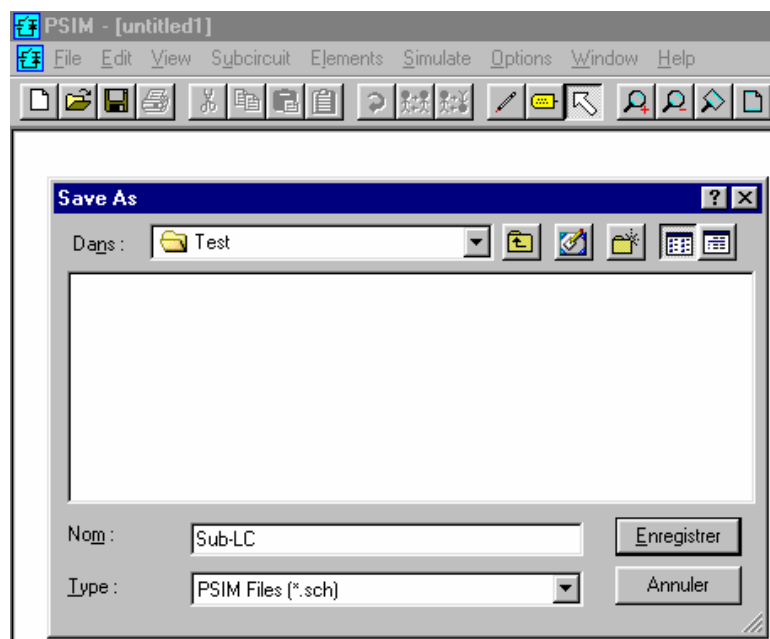 PSIM - [untitled1]
File Edit View Subcircuit Elements Simulate Options Window Help
Save As
Dans : Test
Nom : Sub-LC Enregistrer
Type : PSIM Files (*.sch) Annuler